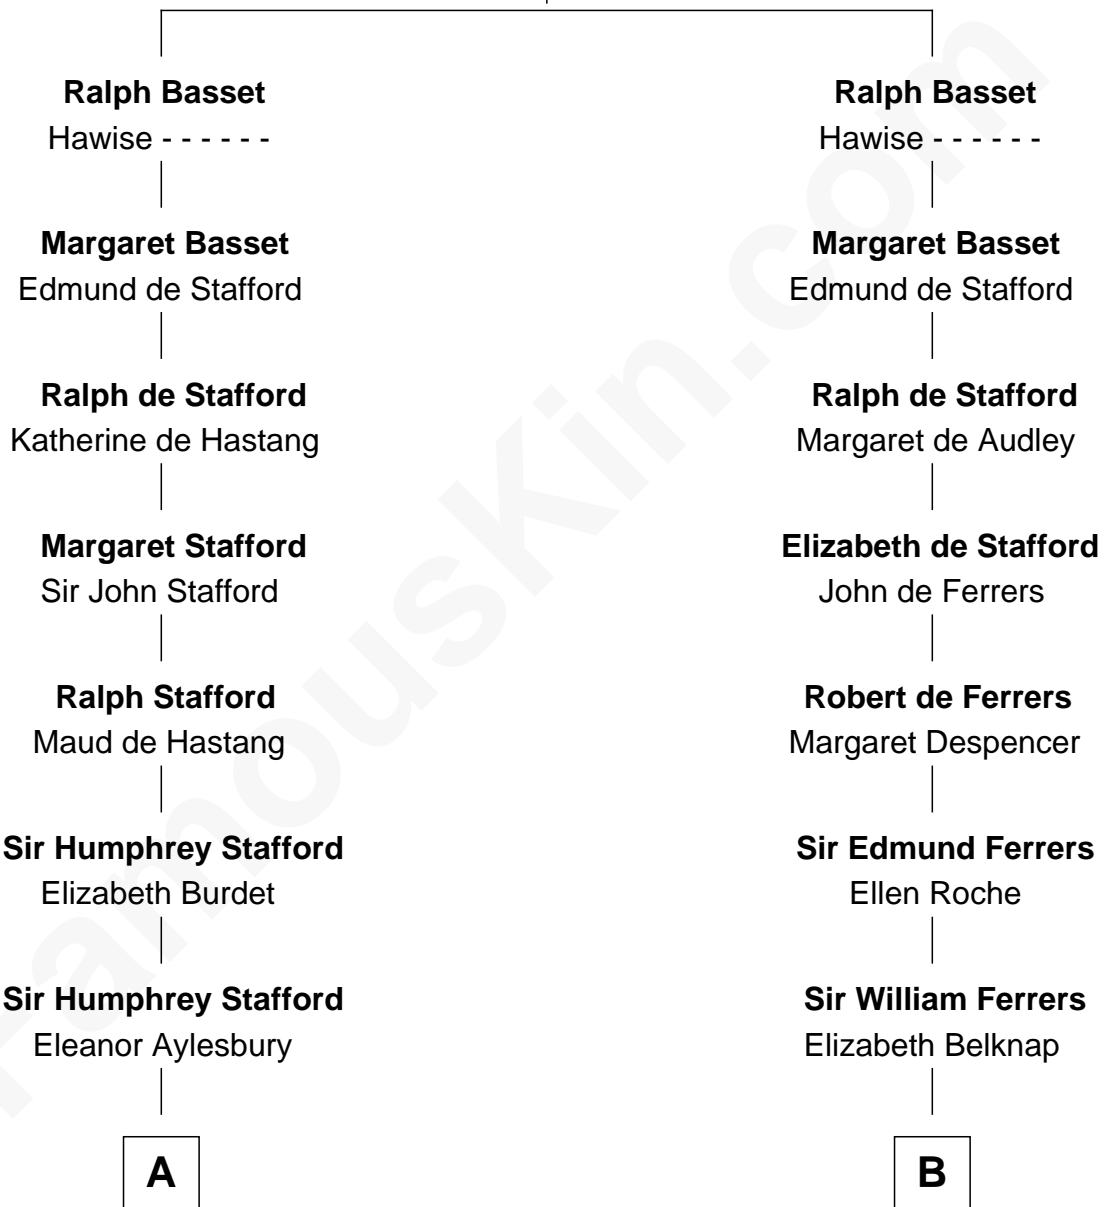 Ralph Basset
Hawise - - - - - -
Margaret Basset
Edmund de Stafford
Ralph de Stafford
Katherine de Hastang
Margaret Stafford
Sir John Stafford
Ralph Stafford
Maud de Hastang
Sir Humphrey Stafford
Elizabeth Burdet
Sir Humphrey Stafford
Eleanor Aylesbury
A
Ralph Basset
Hawise - - - - - -
Margaret Basset
Edmund de Stafford
Ralph de Stafford
Margaret de Audley
Elizabeth de Stafford
John de Ferrers
Robert de Ferrers
Margaret Despencer
Sir Edmund Ferrers
Ellen Roche
Sir William Ferrers
Elizabeth Belknap
B
FamousKin.com